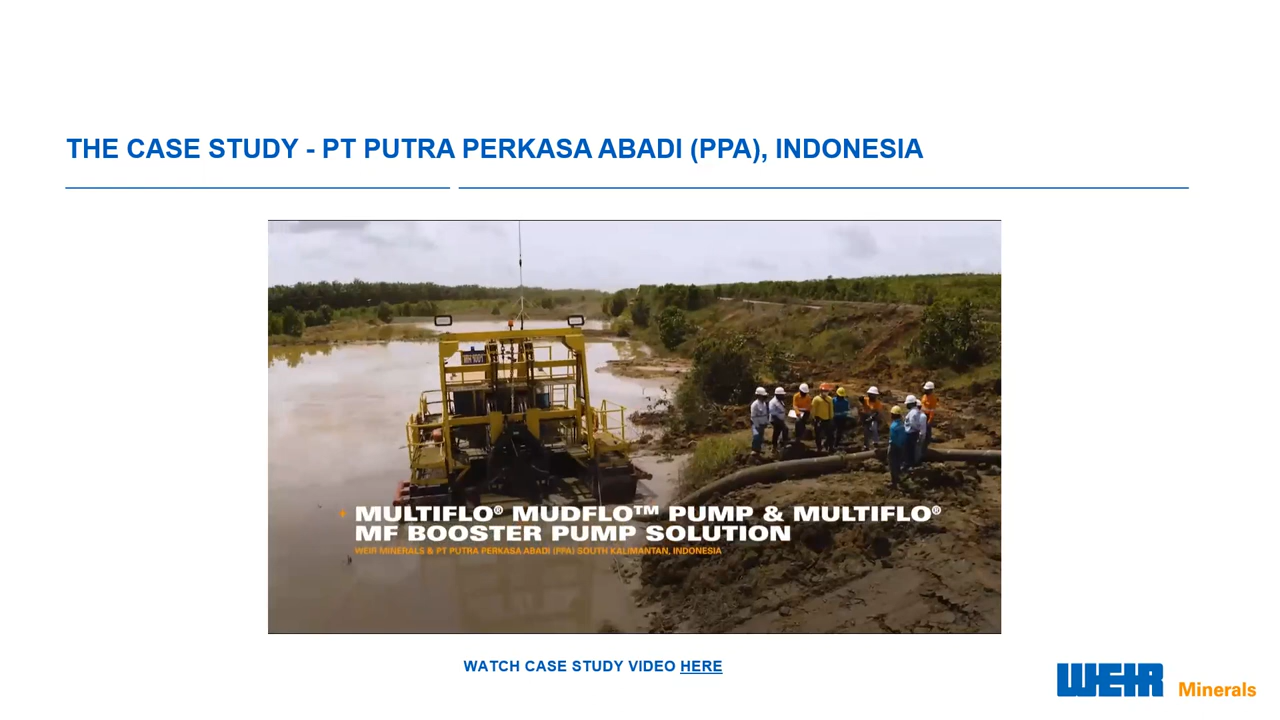 THE CASE STUDY - PT PUTRA PERKASA ABADI (PPA), INDONESIA
MULTIFLO® MUDFLO™ PUMP & MULTIFLO®
MF BOOSTER PUMP SOLUTION
WEIR MINERALS & PT PUTRA PERKASA ABADI (PPA) SOUTH KALIMANTAN, INDONESIA
WATCH CASE STUDY VIDEO HERE
WEIR Minerals